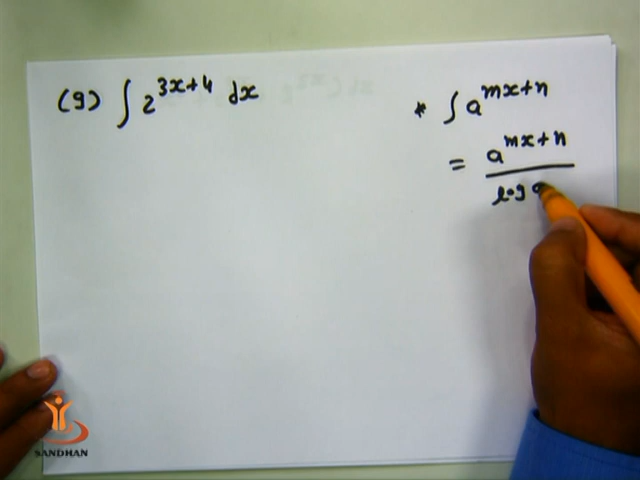 (9) ∫ 2^{3x+4} dx
* ∫ a^{mx+n}
= a^{mx+n} / log a
SANDHAN